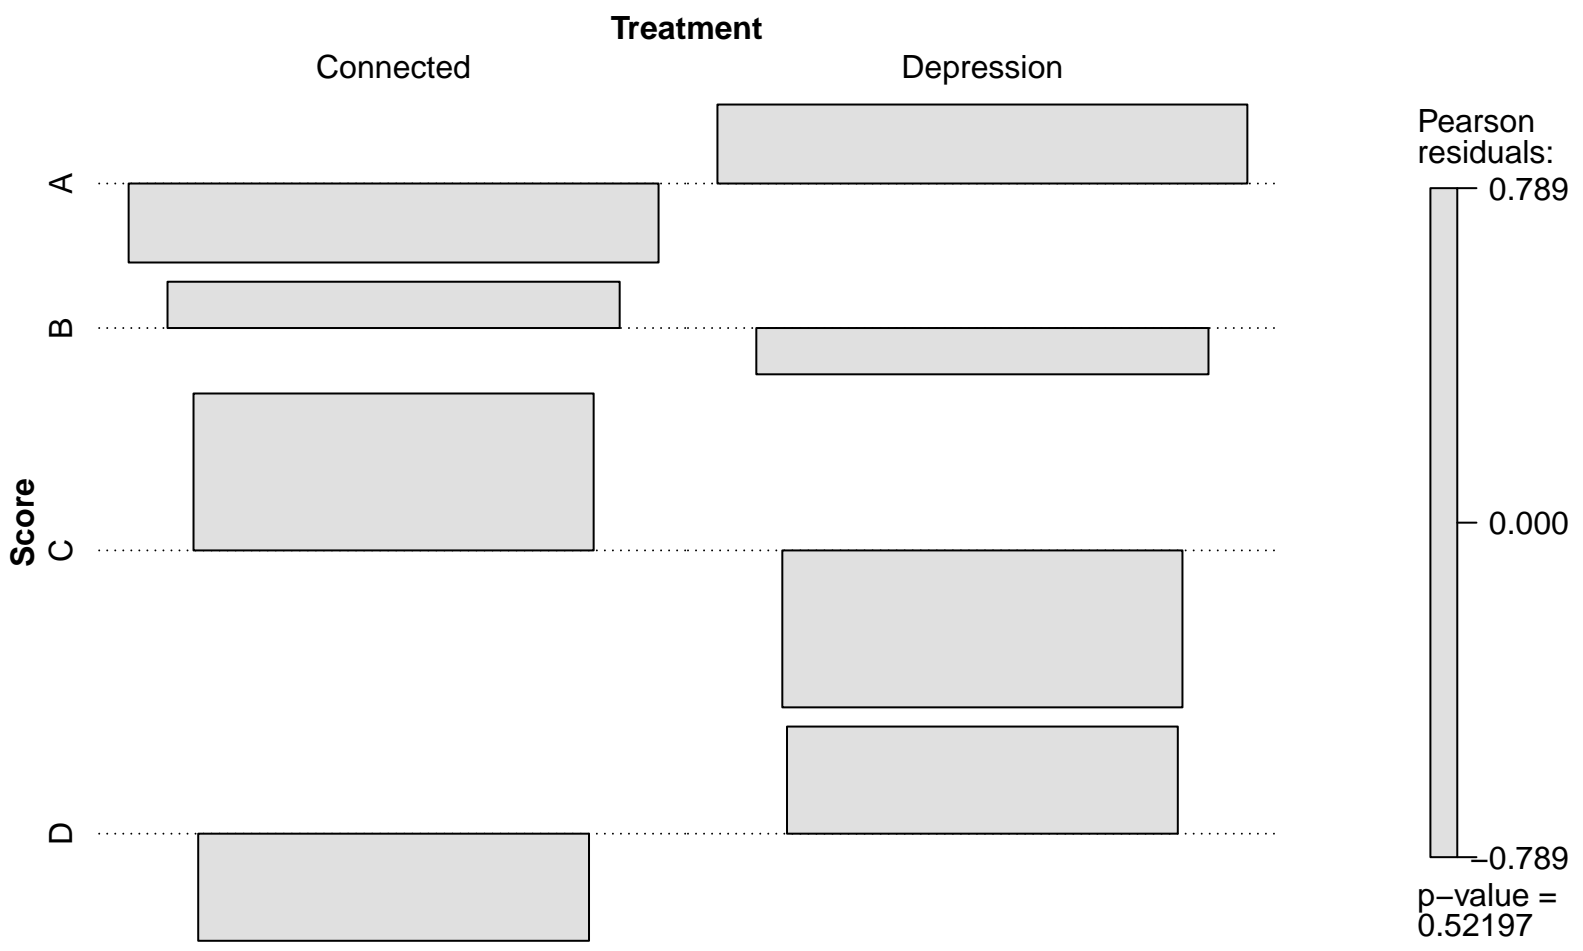 Treatment
Connected
Depression
Score
A
B
C
D
Pearson
residuals:
0.789
0.000
−0.789
p−value =
0.52197